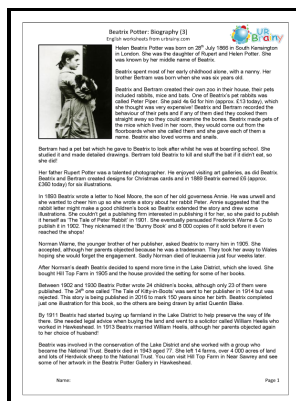 Beatrix Potter: Biography (3)
English worksheets from urbrainy.com
UR
Brainy
Helen Beatrix Potter was born on 28th July 1866 in South Kensington
in London. She was the daughter of Rupert and Helen Potter. She
was known by her middle name of Beatrix.
Beatrix spent most of her early childhood alone, with a nanny. Her
brother Bertram was born when she was six years old.
Beatrix and Bertram created their own zoo in their house, their pets
included rabbits, mice and bats. One of Beatrix's pet rabbits was
called Peter Piper. She paid 4s 6d for him (approx. £13 today), which
she thought was very expensive! Beatrix and Bertram recorded the
behaviour of their pets and if any of them died they cooked them
straight away so they could examine the bones. Beatrix made pets of
the mice which lived in her room, they would come out from the
floorboards when she called them and she gave each of them a
name. Beatrix also loved worms and snails.
Bertram had a pet bat which he gave to Beatrix to look after whilst he was at boarding school. She
studied it and made detailed drawings. Bertram told Beatrix to kill and stuff the bat if it didn't eat, so
she did!
Her father Rupert Potter was a talented photographer. He enjoyed visiting art galleries, as did Beatrix.
Beatrix and Bertram created designs for Christmas cards and in 1889 Beatrix earned £6 (approx.
£360 today) for six illustrations.
In 1893 Beatrix wrote a letter to Noel Moore, the son of her old governess Annie. He was unwell and
she wanted to cheer him up so she wrote a story about her rabbit Peter. Annie suggested that the
rabbit letter might make a good children's book so Beatrix extended the story and drew some
illustrations. She couldn't get a publishing firm interested in publishing it for her, so she paid to publish
it herself as 'The Tale of Peter Rabbit' in 1901. She eventually persuaded Frederick Warne & Co to
publish it in 1902. They nicknamed it the 'Bunny Book' and 8 000 copies of it sold before it even
reached the shops!
Norman Warne, the younger brother of her publisher, asked Beatrix to marry him in 1905. She
accepted, although her parents objected because he was a tradesman. They took her away to Wales
hoping she would forget the engagement. Sadly Norman died of leukaemia just four weeks later.
After Norman's death Beatrix decided to spend more time in the Lake District, which she loved. She
bought Hill Top Farm in 1905 and the house provided the setting for some of her books.
Between 1902 and 1930 Beatrix Potter wrote 24 children's books, although only 23 of them were
published. The 24th one called 'The Tale of Kitty-in-Boots' was sent to her publisher in 1914 but was
rejected. This story is being published in 2016 to mark 150 years since her birth. Beatrix completed
just one illustration for this book, so the others are being drawn by artist Quentin Blake.
By 1911 Beatrix had started buying up farmland in the Lake District to help preserve the way of life
there. She needed legal advice when buying the land and went to a solicitor called William Heelis who
worked in Hawkeshead. In 1913 Beatrix married William, although her parents objected again
to her choice of husband!
Beatrix was involved in the conservation of the Lake District and she worked with a group who
became the National Trust. Beatrix died in 1943 aged 77. She left 14 farms, over 4 000 acres of land
and lots of Herdwick sheep to the National Trust. You can visit Hill Top Farm in Near Sawrey and see
some of her artwork in the Beatrix Potter Gallery in Hawkeshead.
Name:
Page 1